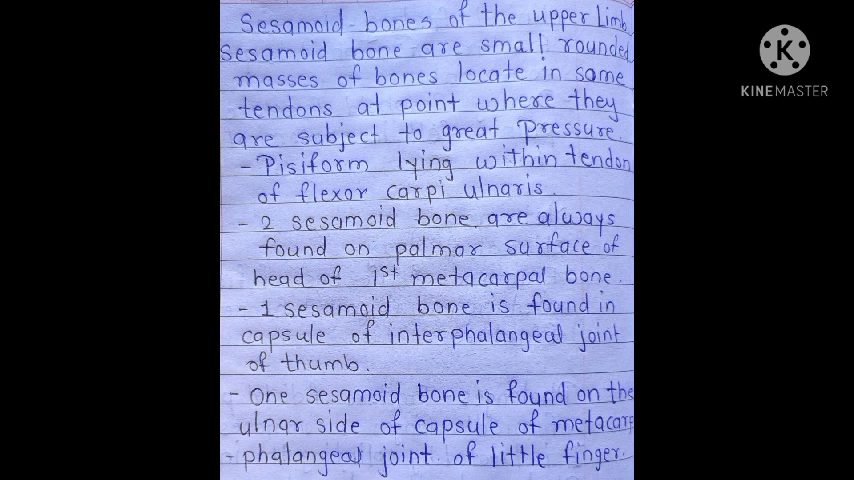 Sesamoid bones of the upper Limb
Sesamoid bone are small rounded
masses of bones locate in some
tendons at point where they
are subject to great Pressure.
- Pisiform lying within tendon
of flexor carpi ulnaris.
- 2 sesamoid bone are always
found on palmar surface of
head of 1st metacarpal bone.
- 1 sesamoid bone is found in
capsule of interphalangeal joint
of thumb.
- One sesamoid bone is found on the
ulnar side of capsule of metacarp
- phalangeal joint of little finger.
K
KINEMASTER